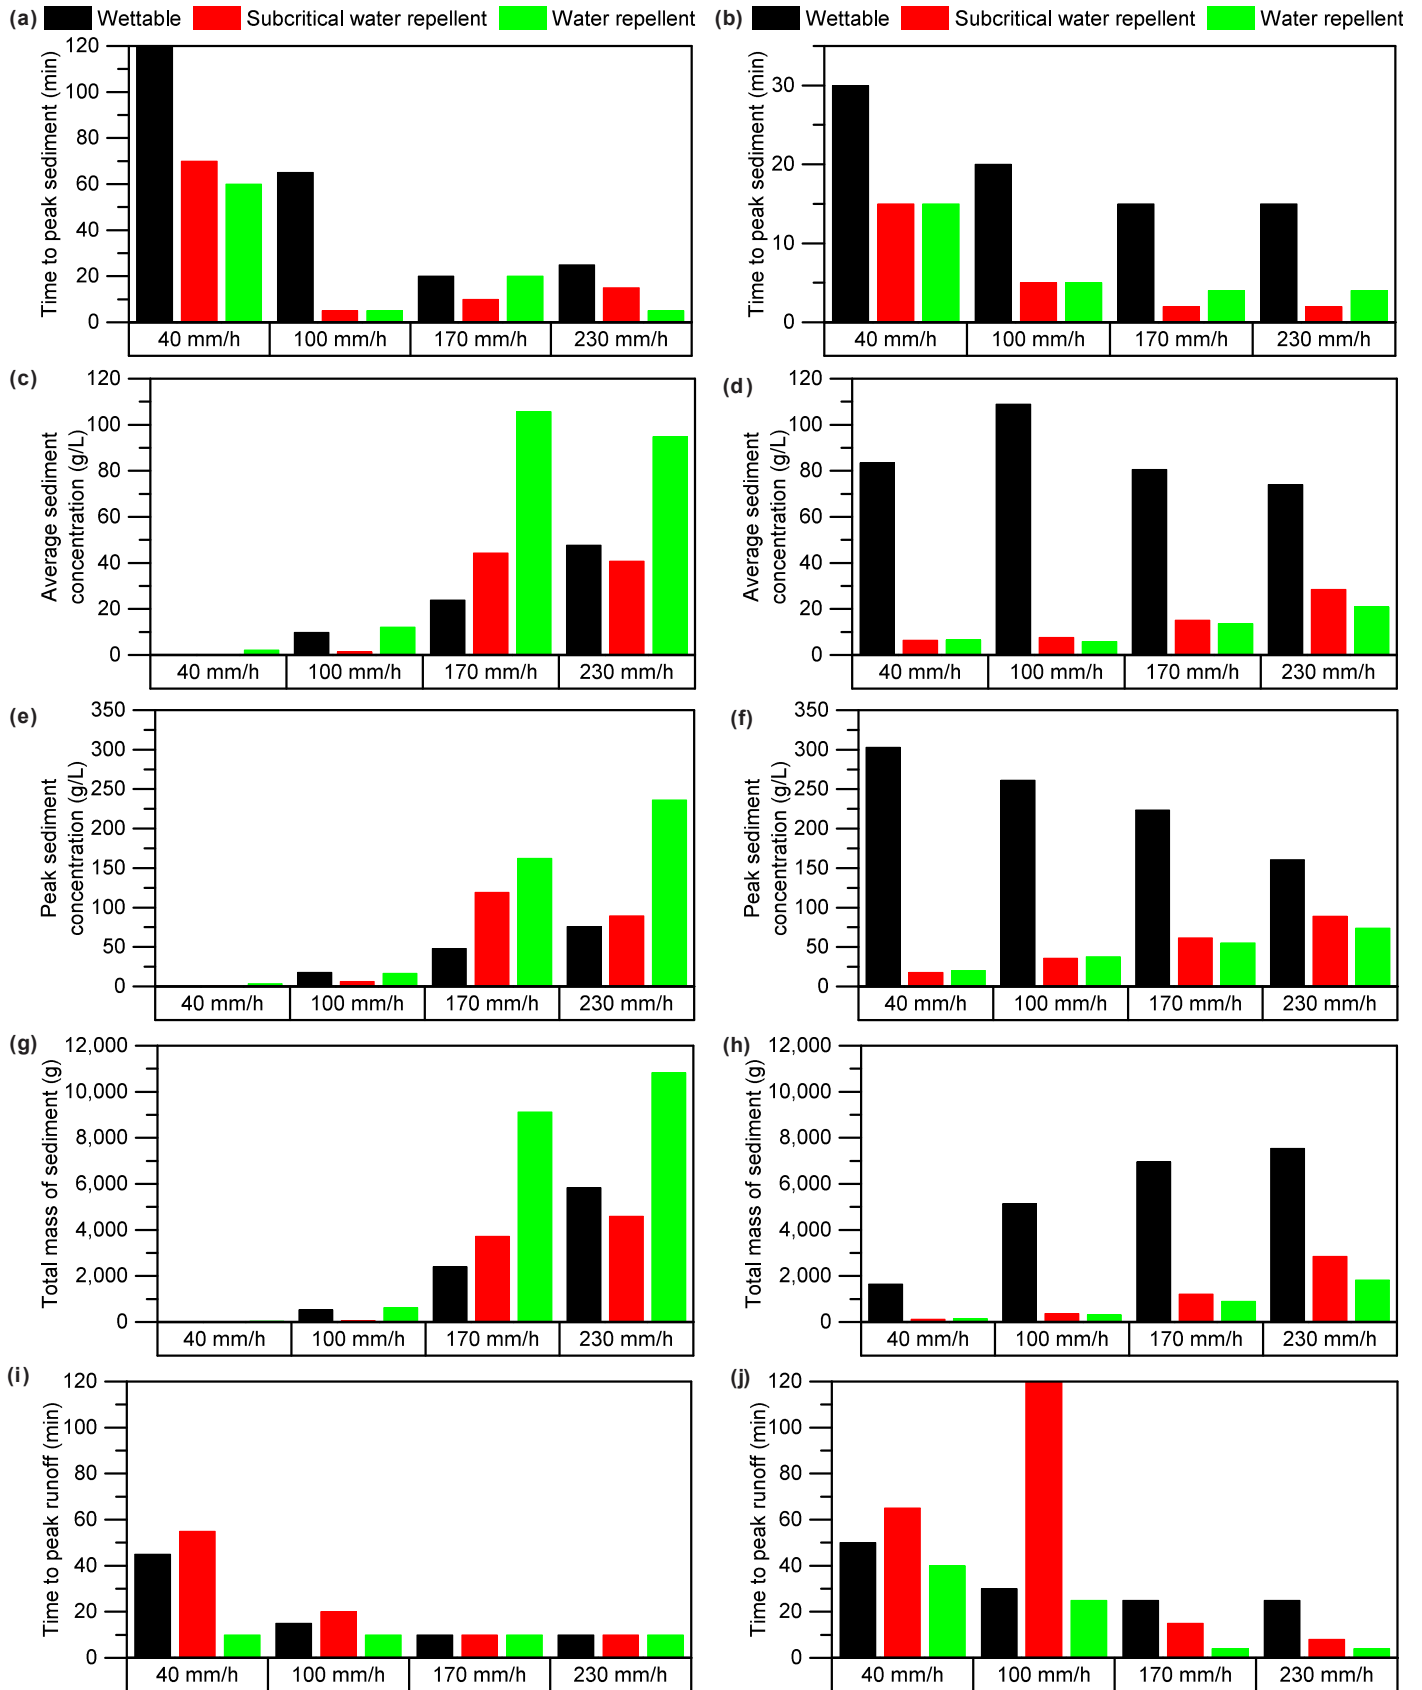 (a) Wettable Subcritical water repellent Water repellent
Time to peak sediment (min)
120
100
80
60
40
20
0
40 mm/h 100 mm/h 170 mm/h 230 mm/h
(b) Wettable Subcritical water repellent Water repellent
Time to peak sediment (min)
30
20
10
0
40 mm/h 100 mm/h 170 mm/h 230 mm/h
(c)
Average sediment
concentration (g/L)
120
100
80
60
40
20
0
40 mm/h 100 mm/h 170 mm/h 230 mm/h
(d)
Average sediment
concentration (g/L)
120
100
80
60
40
20
0
40 mm/h 100 mm/h 170 mm/h 230 mm/h
(e)
Peak sediment
concentration (g/L)
350
300
250
200
150
100
50
0
40 mm/h 100 mm/h 170 mm/h 230 mm/h
(f)
Peak sediment
concentration (g/L)
350
300
250
200
150
100
50
0
40 mm/h 100 mm/h 170 mm/h 230 mm/h
(g)
Total mass of sediment (g)
12,000
10,000
8,000
6,000
4,000
2,000
0
40 mm/h 100 mm/h 170 mm/h 230 mm/h
(h)
Total mass of sediment (g)
12,000
10,000
8,000
6,000
4,000
2,000
0
40 mm/h 100 mm/h 170 mm/h 230 mm/h
(i)
Time to peak runoff (min)
120
100
80
60
40
20
0
40 mm/h 100 mm/h 170 mm/h 230 mm/h
(j)
Time to peak runoff (min)
120
100
80
60
40
20
0
40 mm/h 100 mm/h 170 mm/h 230 mm/h